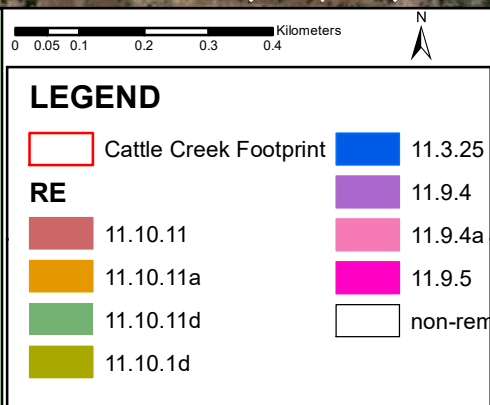 Kilometers
0 0.05 0.1 0.2 0.3 0.4
N
LEGEND
Cattle Creek Footprint
RE
11.10.11
11.10.11a
11.10.11d
11.10.1d
11.3.25
11.9.4
11.9.4a
11.9.5
non-rem